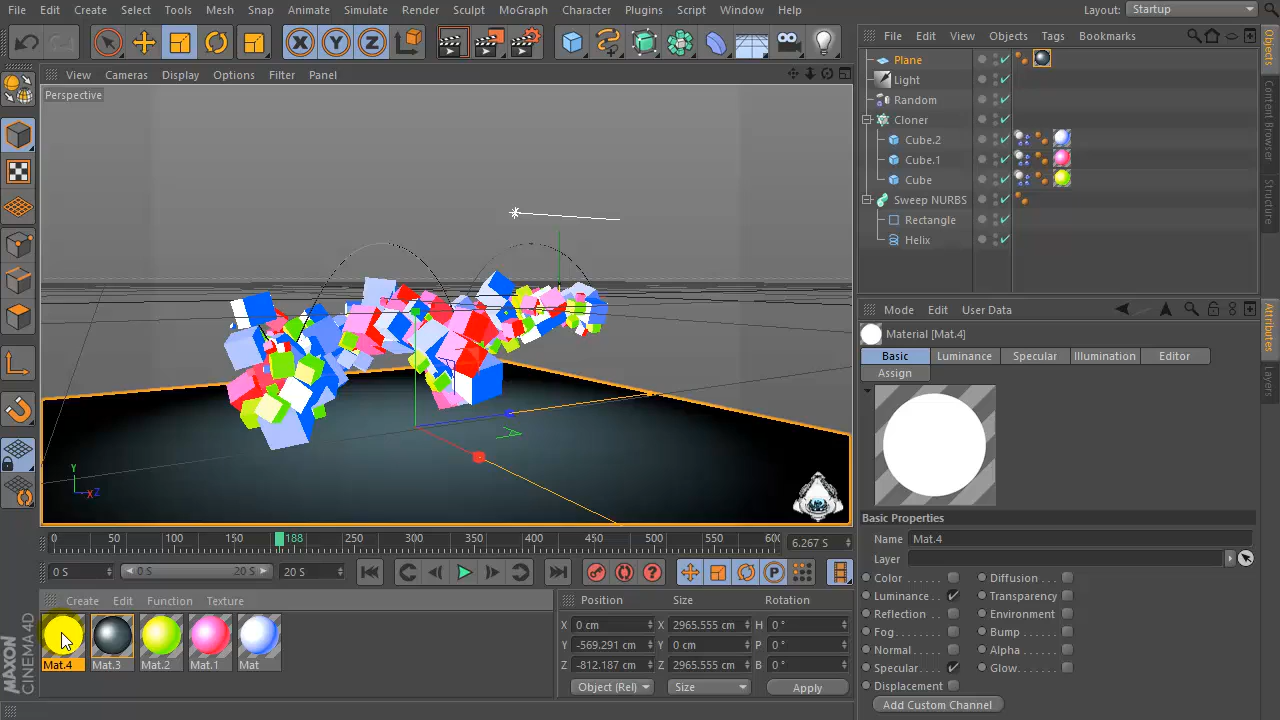 File Edit Create Select Tools Mesh Snap Animate Simulate Render Sculpt MoGraph Character Plugins Script Window Help
Layout: Startup
X Y Z
File Edit View Objects Tags Bookmarks
View Cameras Display Options Filter Panel
Perspective
Plane
Light
Random
Cloner
Cube.2
Cube.1
Cube
Sweep NURBS
Rectangle
Helix
Objects
Content Browser
Structure
Attributes
Layers
Mode Edit User Data
Material [Mat.4]
Basic Luminance Specular Illumination Editor
Assign
Basic Properties
Name Mat.4
Layer
Color Diffusion
Luminance Transparency
Reflection Environment
Fog Bump
Normal Alpha
Specular Glow
Displacement
Add Custom Channel
Y
X Z
0 50 100 150 188 250 300 350 400 450 500 550 600
6.267 S
0 S 0 S 20 S 20 S
P
Create Edit Function Texture
Mat.4 Mat.3 Mat.2 Mat.1 Mat
Position Size Rotation
X 0 cm X 2965.555 cm H 0 °
Y -569.291 cm Y 0 cm P 0 °
Z -812.187 cm Z 2965.555 cm B 0 °
Object (Rel) Size Apply
MAXON
CINEMA 4D